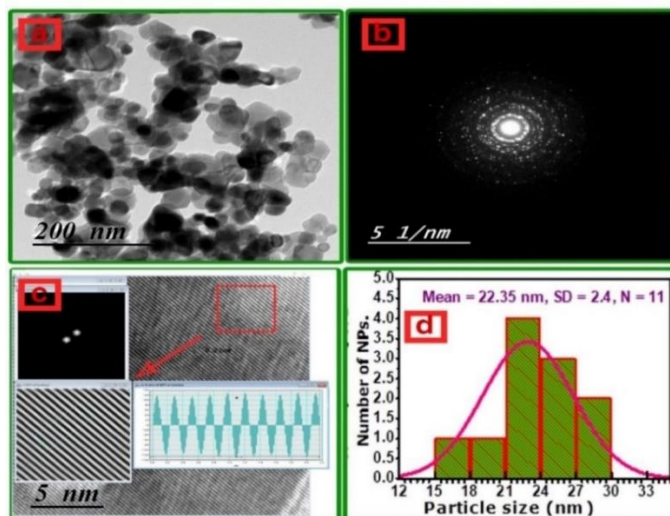 a
200 nm
b
5 1/nm
c
5 nm
d
Mean = 22.35 nm, SD = 2.4, N = 11
Number of NPs.
5.0
4.5
4.0
3.5
3.0
2.5
2.0
1.5
1.0
0.5
0.0
12 15 18 21 24 27 30 33
Particle size (nm)